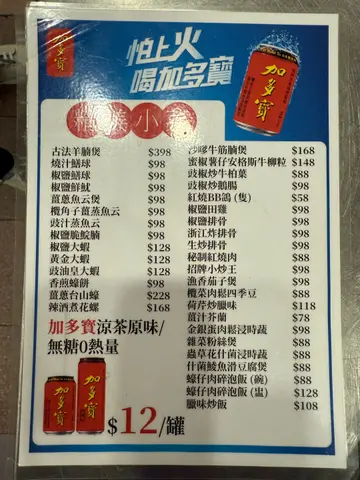 加多寶
怕上火
喝加多寶
加多寶
小
古法羊腩煲 $398
燒汁鱔球 $98
椒鹽鱔球 $98
椒鹽鮮魷 $98
薑蔥魚云煲 $98
欖角子薑蒸魚云 $98
豉汁蒸魚云 $98
椒鹽脆鯇腩 $98
椒鹽大蝦 $128
黃金大蝦 $128
豉油皇大蝦 $128
香煎蠔餅 $98
薑蔥台山蠔 $228
辣酒煮花螺 $168
加多寶涼茶原味/
無糖0熱量
加多寶
加多寶
$12/罐
沙嗲牛筋腩煲 $168
蜜椒薯仔安格斯牛柳粒 $148
豉椒炒牛柏葉 $88
豉椒炒鵝腸 $98
紅燒BB鴿 (隻) $58
椒鹽田雞 $98
椒鹽排骨 $98
浙江炸排骨 $98
生炒排骨 $98
秘制紅燒肉 $88
招牌小炒王 $98
漁香茄子煲 $98
欖菜肉鬆四季豆 $88
荷芹炒臘味 $118
薑汁芥蘭 $78
金銀蛋肉鬆浸時蔬 $98
雜菜粉絲煲 $88
蟲草花什菌浸時蔬 $88
什菌鯪魚滑豆腐煲 $88
蠔仔肉碎泡飯 (碗) $88
蠔仔肉碎泡飯 (盅) $128
臘味炒飯 $108